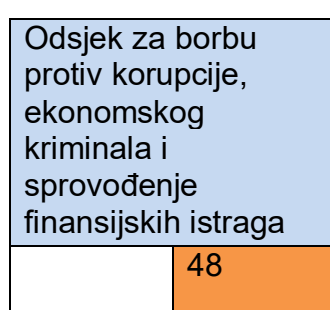 Odsjek za borbu
protiv korupcije,
ekonomskog
kriminala i
sprovođenje
finansijskih istraga
48